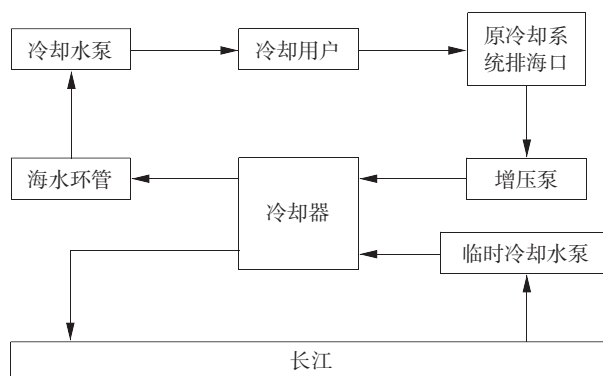 冷却水泵
冷却用户
原冷却系
统排海口
海水环管
冷却器
增压泵
临时冷却水泵
长江